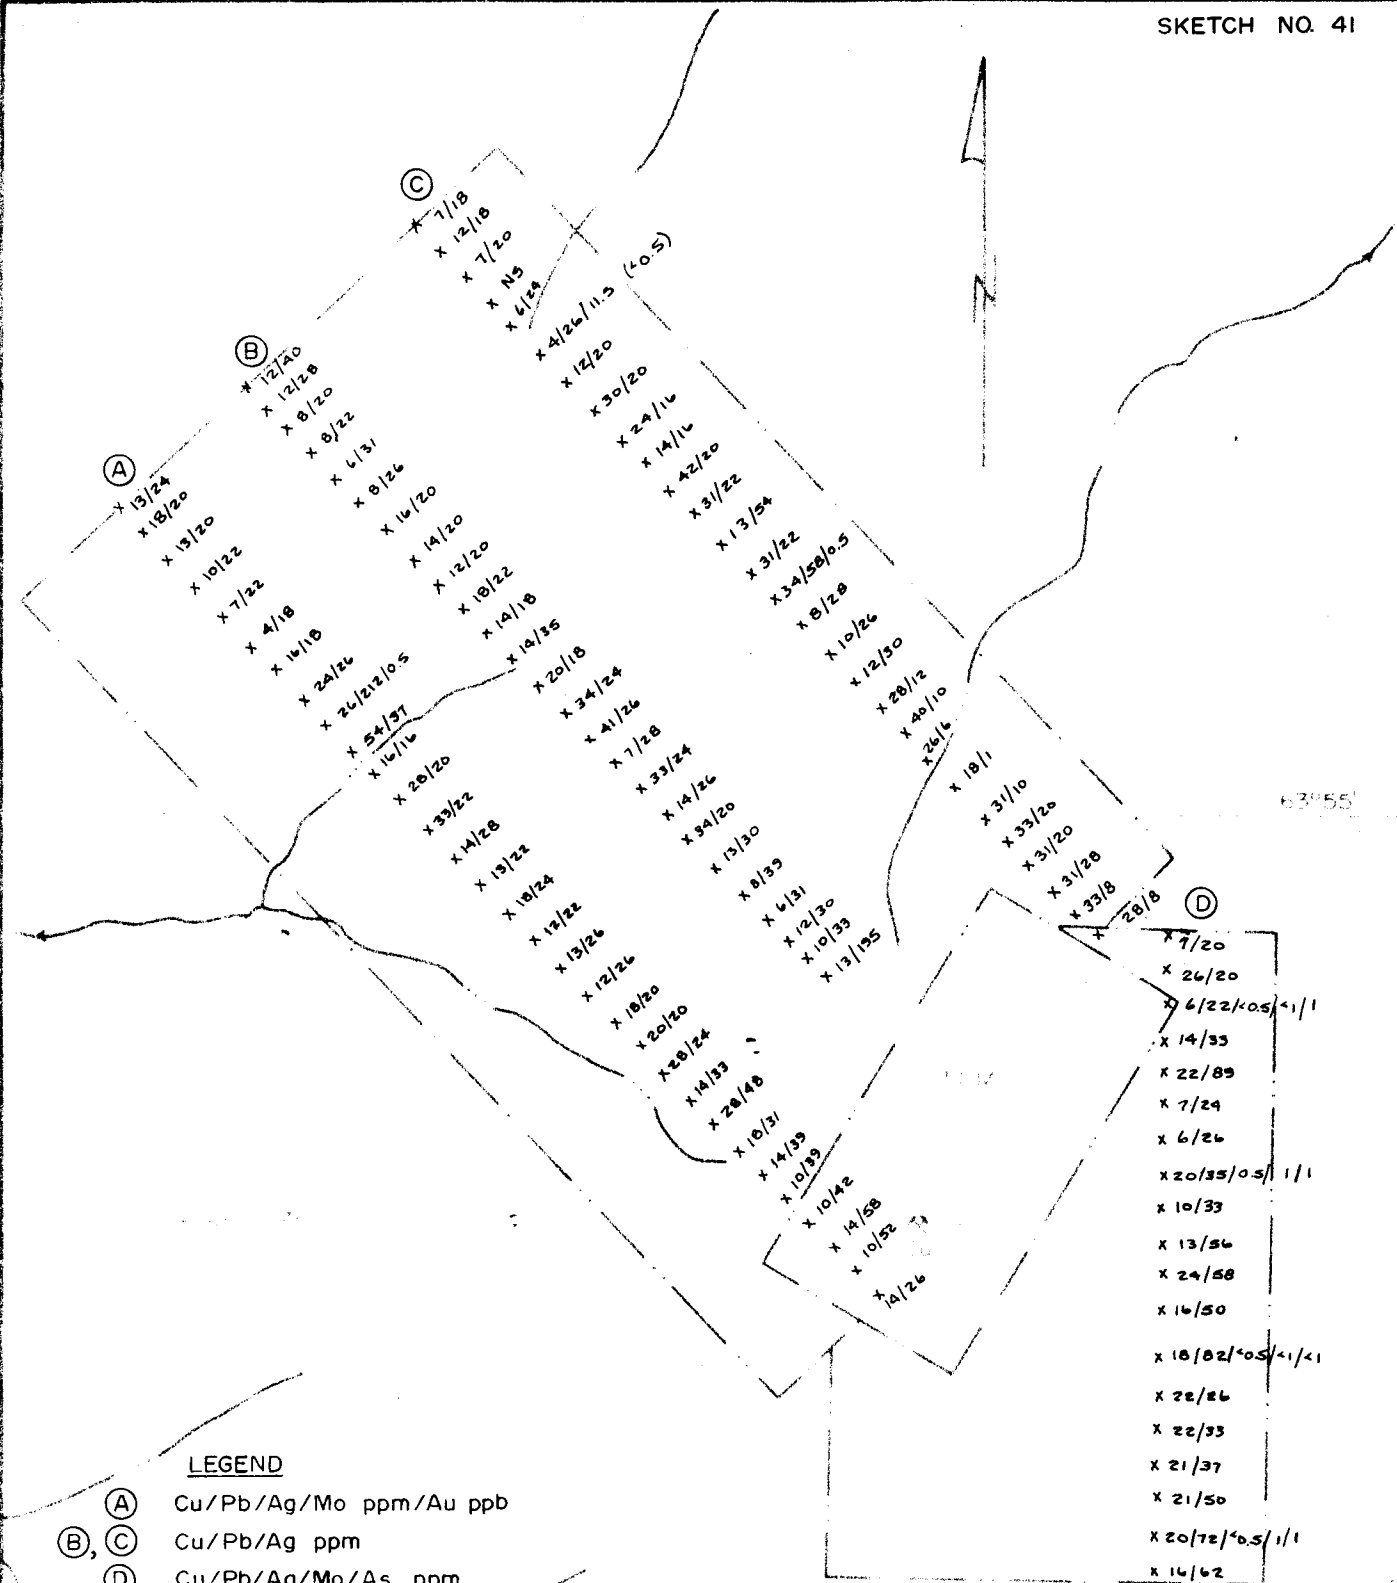 SKETCH NO. 41
C
x 7/18
x 12/18
x 7/20
x NS
x 6/24
x 4/26/11.5 (<0.5)
x 12/20
x 30/20
x 24/16
x 14/16
x 42/20
x 31/22
x 13/54
x 31/22
x 34/58/0.5
x 8/28
x 10/26
x 12/30
x 28/12
x 40/10
x 26/6
x 18/1
x 31/10
x 33/20
x 31/20
x 31/28
x 33/8
x 28/8
B
x 12/40
x 12/28
x 8/20
x 8/22
x 6/31
x 8/26
x 16/20
x 14/20
x 12/20
x 18/22
x 14/18
x 14/35
x 20/18
x 34/24
x 41/26
x 7/28
x 33/24
x 14/26
x 34/20
x 13/30
x 8/39
x 6/31
x 12/30
x 10/33
x 13/195
A
x 13/24
x 18/20
x 13/20
x 10/22
x 7/22
x 4/18
x 16/18
x 24/26
x 26/212/0.5
x 54/37
x 16/16
x 28/20
x 33/22
x 14/28
x 13/22
x 18/24
x 12/22
x 13/26
x 12/26
x 18/20
x 20/20
x 28/24
x 14/33
x 28/48
x 18/31
x 14/39
x 10/39
x 10/42
x 14/58
x 10/52
x 14/26
N
63°55'
D
x 7/20
x 26/20
x 6/22/<0.5/<1/1
x 14/33
x 22/89
x 7/24
x 6/26
x 20/35/0.5/ 1/1
x 10/33
x 13/56
x 24/58
x 16/50
x 18/82/<0.5/<1/<1
x 22/26
x 22/33
x 21/37
x 21/50
x 20/72/<0.5/1/1
x 16/62
LEGEND
A Cu/Pb/Ag/Mo ppm/Au ppb
B, C Cu/Pb/Ag ppm
D Cu/Pb/Ag/Mo/As ppm